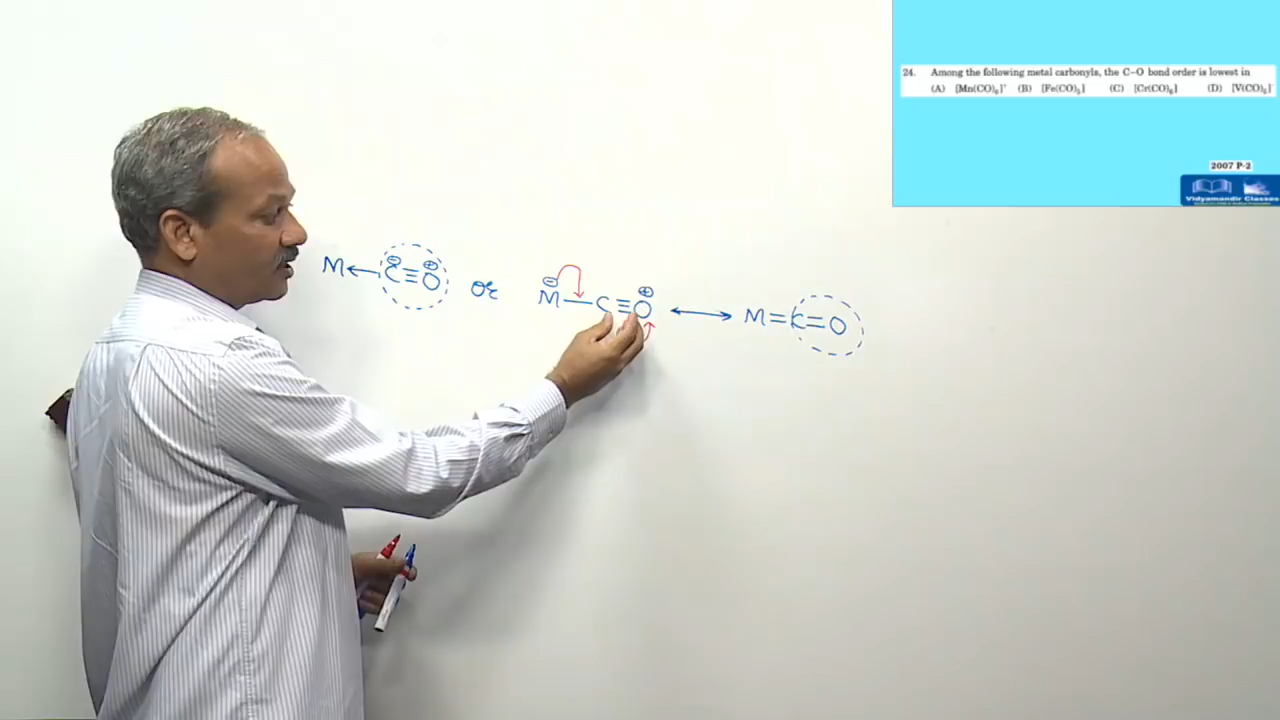 24. Among the following metal carbonyls, the C–O bond order is lowest in
(A) [Mn(CO)₆]⁺ (B) [Fe(CO)₅] (C) [Cr(CO)₆] (D) [V(CO)₆]⁻
2007 P-2
Vidyamandir Classes
M ← C⊖ ≡ O⊕ or M⊖ — C ≡ O⊕ ↔ M = C = O